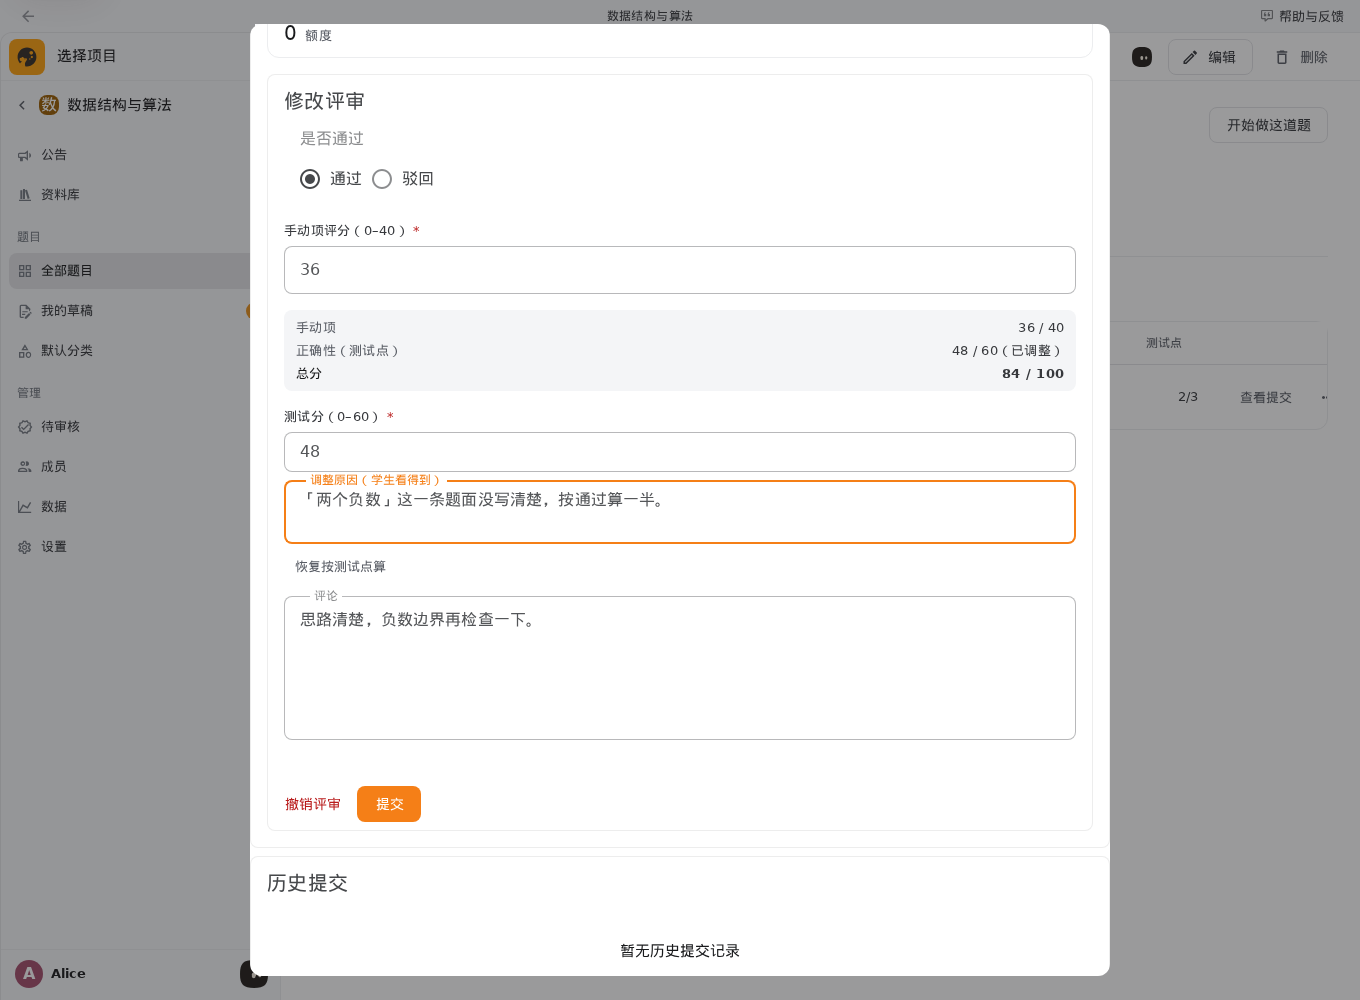 数据结构与算法
帮助与反馈
选择项目
编辑
删除
数 数据结构与算法
开始做这道题
公告
资料库
题目
全部题目
我的草稿
默认分类
管理
待审核
成员
数据
设置
A Alice
测试点
2/3 查看提交
0 额度
修改评审
是否通过
通过 驳回
手动项评分（0–40）*
36
手动项 36 / 40
正确性（测试点） 48 / 60（已调整）
总分 84 / 100
测试分（0–60）*
48
调整原因（学生看得到）
「两个负数」这一条题面没写清楚，按通过算一半。
恢复按测试点算
评论
思路清楚，负数边界再检查一下。
撤销评审 提交
历史提交
暂无历史提交记录